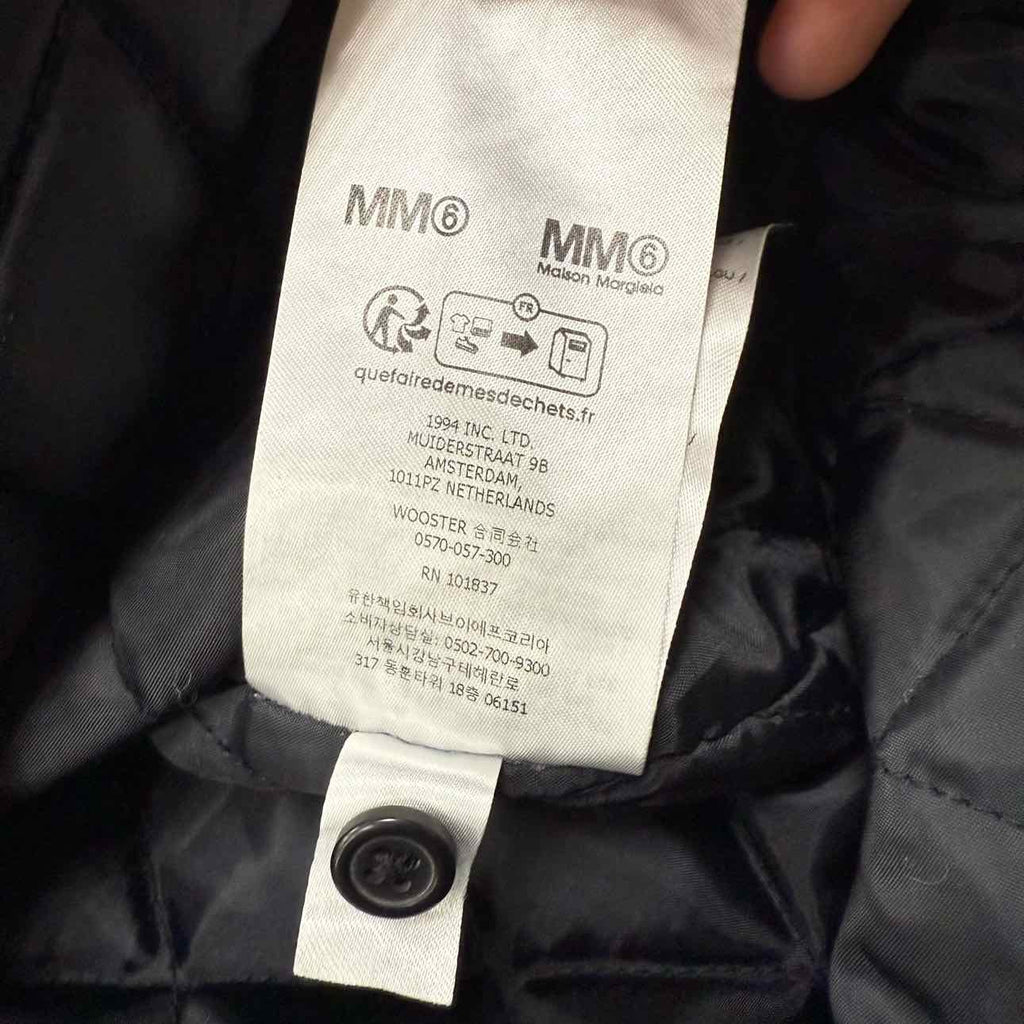 MM⑥
MM⑥
Maison Margiela
FR
quefairedemesdechets.fr
1994 INC. LTD.
MUIDERSTRAAT 9B
AMSTERDAM,
1011PZ NETHERLANDS
WOOSTER 合同会社
0570-057-300
RN 101837
유한책임회사브이에프코리아
소비자상담실: 0502-700-9300
서울시강남구테헤란로
317 동훈타워 18층 06151